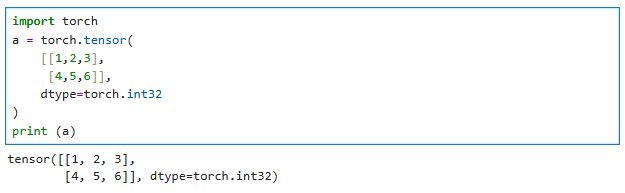 import torch
a = torch.tensor(
    [[1,2,3],
     [4,5,6]],
    dtype=torch.int32
)
print (a)
tensor([[1, 2, 3],
        [4, 5, 6]], dtype=torch.int32)